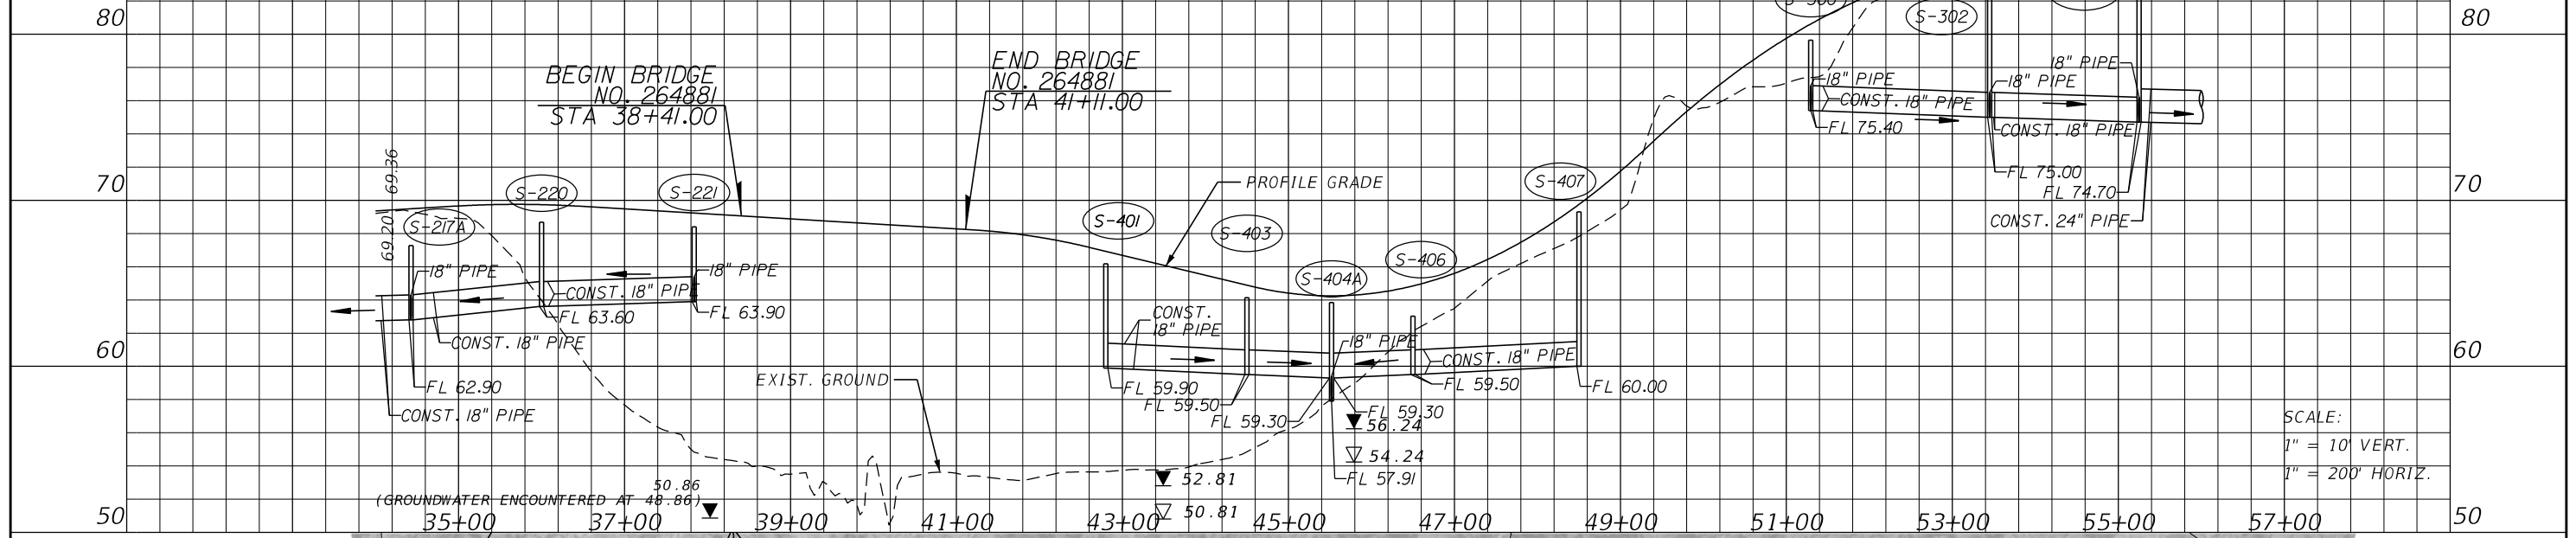 80
80
S-302
BEGIN BRIDGE
NO. 264881
STA 38+41.00
END BRIDGE
NO. 264881
STA 41+11.00
18" PIPE
18" PIPE
18" PIPE
CONST. 18" PIPE
FL 75.40
CONST. 18" PIPE
FL 75.00
FL 74.70
CONST. 24" PIPE
70
70
69.36
69.20
S-217A
S-220
S-221
S-401
S-403
S-404A
S-406
S-407
PROFILE GRADE
18" PIPE
18" PIPE
CONST. 18" PIPE
FL 63.60
FL 63.90
CONST. 18" PIPE
FL 62.90
CONST. 18" PIPE
60
60
CONST.
18" PIPE
18" PIPE
CONST. 18" PIPE
FL 59.90
FL 59.50
FL 59.30
FL 59.30
FL 59.50
FL 60.00
EXIST. GROUND
56.24
54.24
FL 57.91
52.81
50.81
50.86
(GROUNDWATER ENCOUNTERED AT 48.86)
SCALE:
1" = 10' VERT.
1" = 200' HORIZ.
50
35+00
37+00
39+00
41+00
43+00
45+00
47+00
49+00
51+00
53+00
55+00
57+00
50